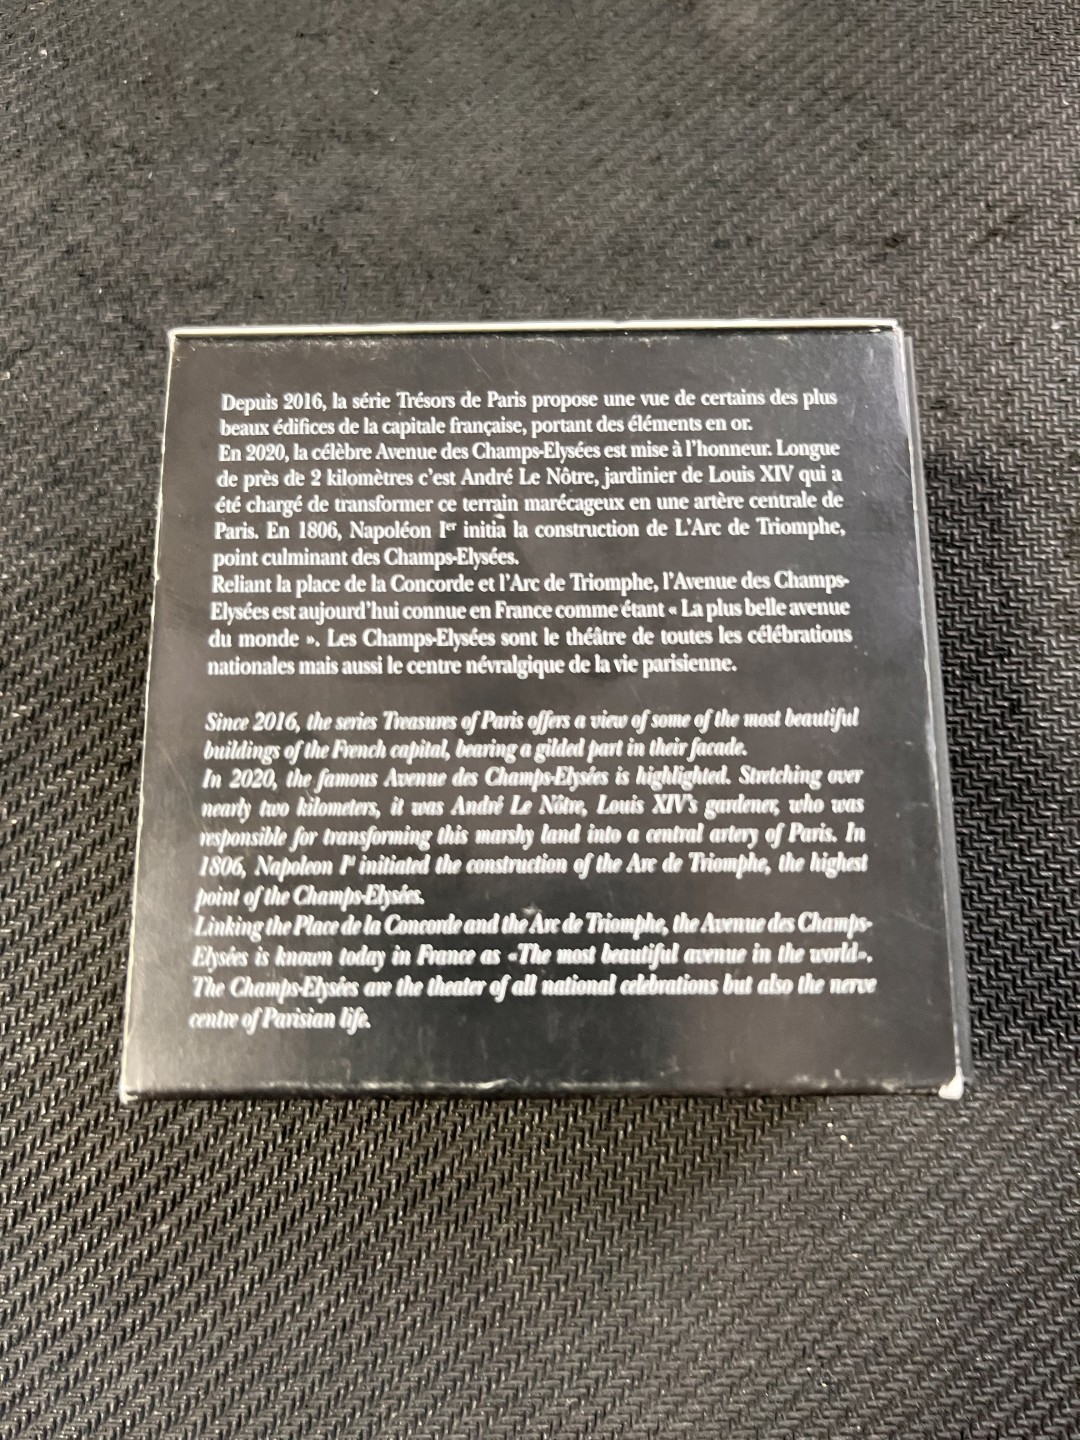 Depuis 2016, la série Trésors de Paris propose une vue de certains des plus
beaux édifices de la capitale française, portant des éléments en or.
En 2020, la célèbre Avenue des Champs-Elysées est mise à l'honneur. Longue
de près de 2 kilomètres c'est André Le Nôtre, jardinier de Louis XIV qui a
été chargé de transformer ce terrain marécageux en une artère centrale de
Paris. En 1806, Napoléon Ier initia la construction de L'Arc de Triomphe,
point culminant des Champs-Elysées.
Reliant la place de la Concorde et l'Arc de Triomphe, l'Avenue des Champs-
Elysées est aujourd'hui connue en France comme étant « La plus belle avenue
du monde ». Les Champs-Elysées sont le théâtre de toutes les célébrations
nationales mais aussi le centre névralgique de la vie parisienne.
Since 2016, the series Treasures of Paris offers a view of some of the most beautiful
buildings of the French capital, bearing a gilded part in their facade.
In 2020, the famous Avenue des Champs-Elysées is highlighted. Stretching over
nearly two kilometers, it was André Le Nôtre, Louis XIV's gardener, who was
responsible for transforming this marshy land into a central artery of Paris. In
1806, Napoleon Ist initiated the construction of the Arc de Triomphe, the highest
point of the Champs-Elysées.
Linking the Place de la Concorde and the Arc de Triomphe, the Avenue des Champs-
Elysées is known today in France as «The most beautiful avenue in the world».
The Champs-Elysées are the theater of all national celebrations but also the nerve
centre of Parisian life.